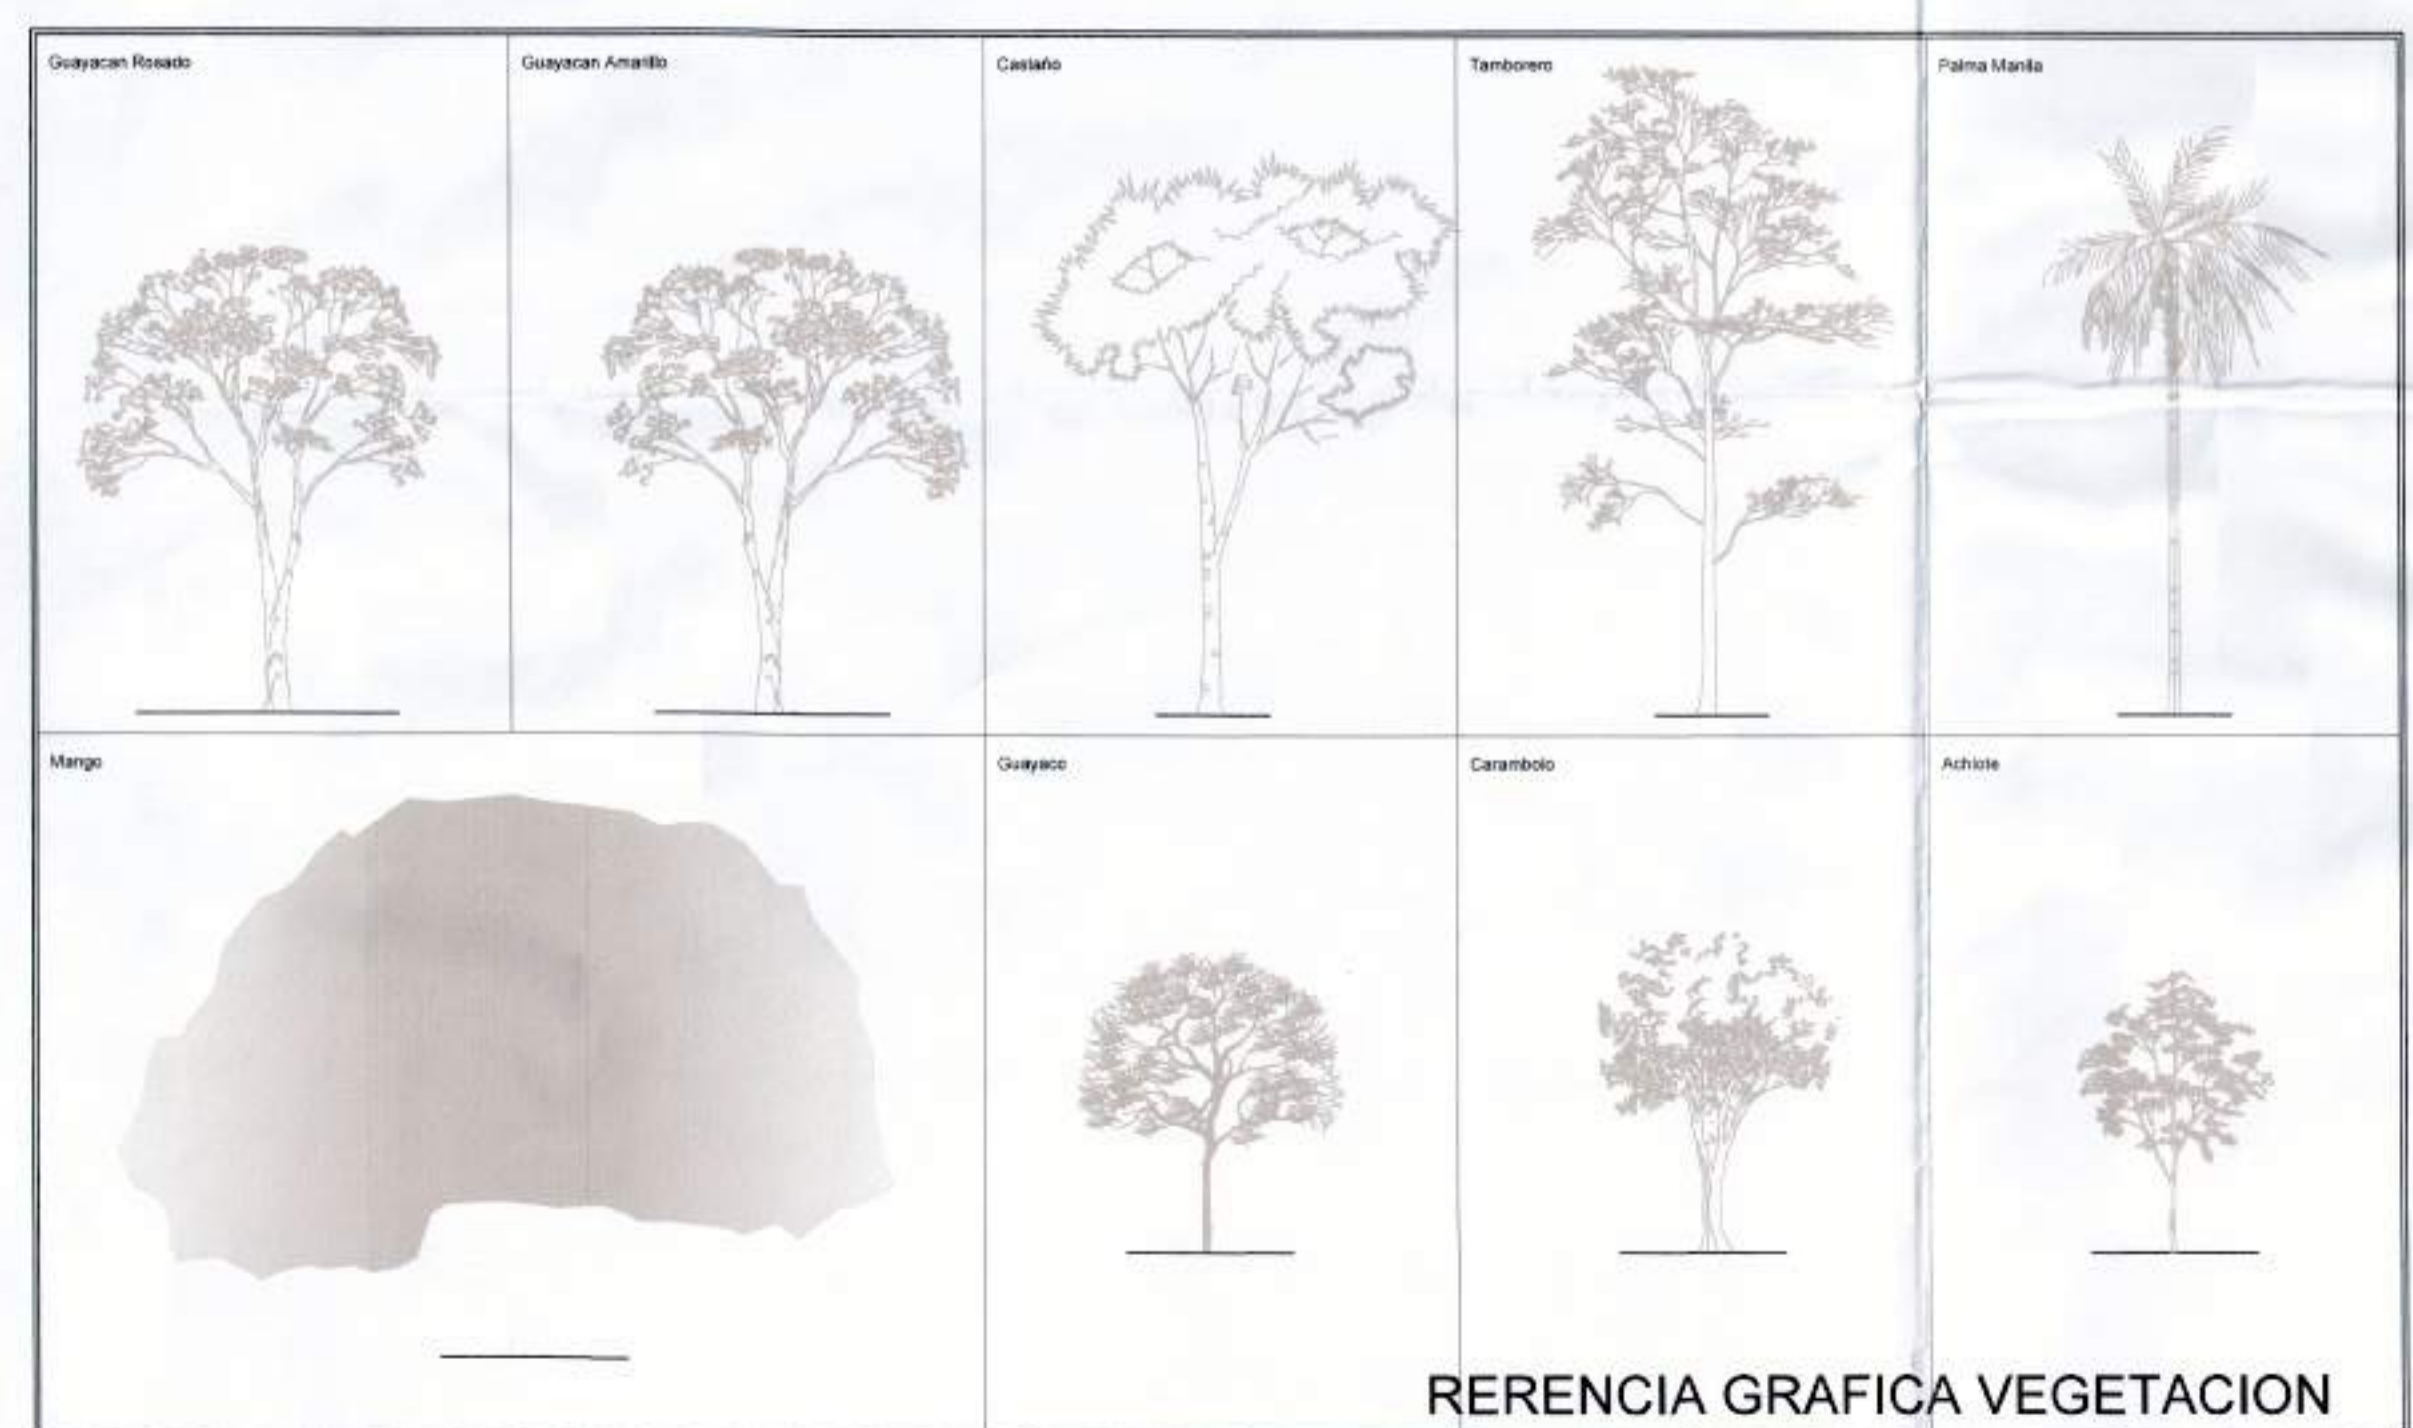 Guayacan Rosado
Guayacan Amarillo
Castaño
Tamborero
Palma Manila
Mango
Guayaco
Carambolo
Achiote
RERENCIA GRAFICA VEGETACION